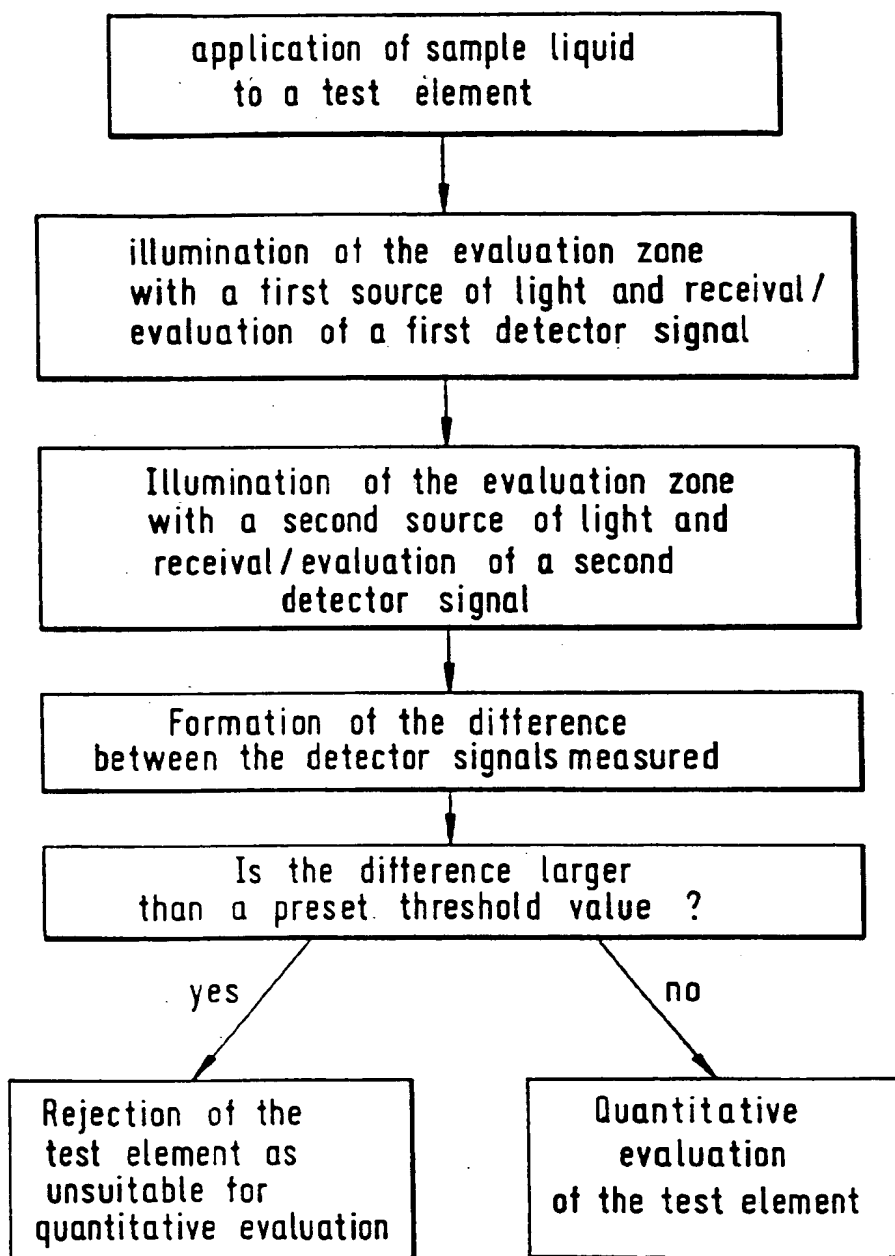 application of sample liquid
to a test element
illumination of the evaluation zone
with a first source of light and receival/
evaluation of a first detector signal
Illumination of the evaluation zone
with a second source of light and
receival/evaluation of a second
detector signal
Formation of the difference
between the detector signals measured
Is the difference larger
than a preset threshold value ?
yes
no
Rejection of the
test element as
unsuitable for
quantitative evaluation
Quantitative
evaluation
of the test element